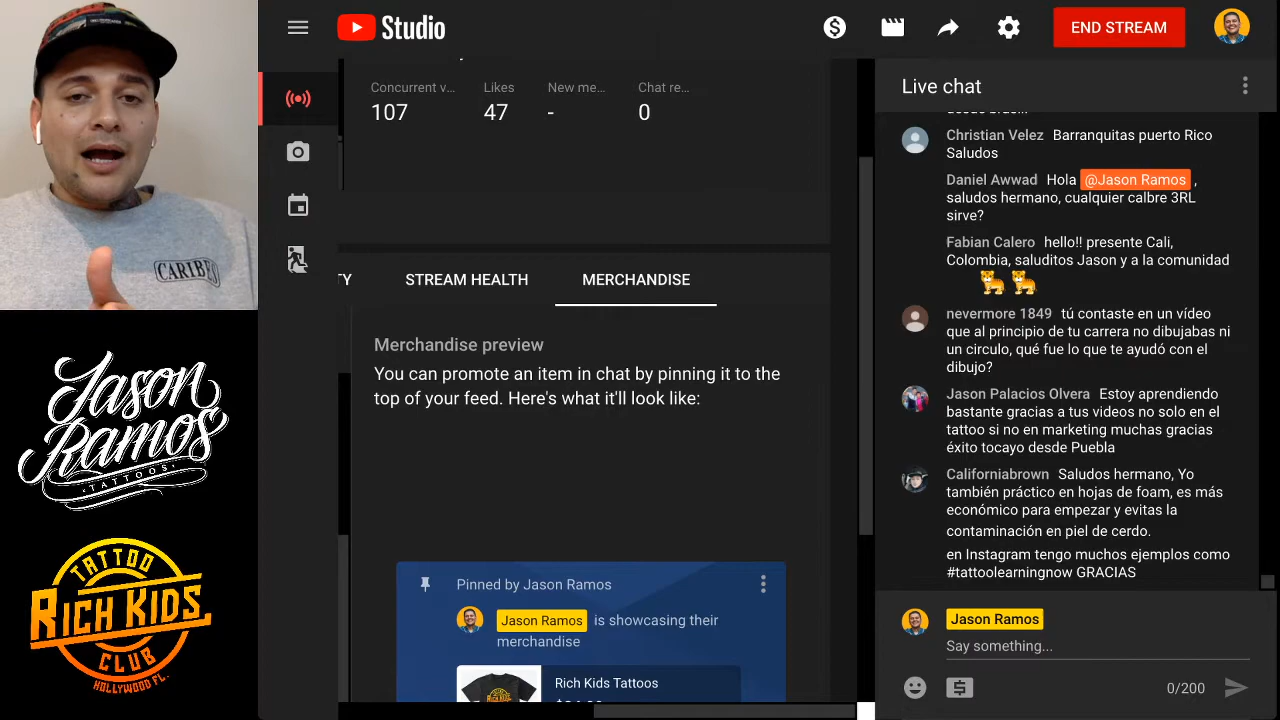 CARIBES
Jason
Ramos
TATTOOS
TATTOO
RICH KIDS
CLUB
HOLLYWOOD FL.
Studio
END STREAM
Concurrent v...
Likes
New me...
Chat re...
107
47
-
0
TY
STREAM HEALTH
MERCHANDISE
Merchandise preview
You can promote an item in chat by pinning it to the
top of your feed. Here's what it'll look like:
Pinned by Jason Ramos
Jason Ramos is showcasing their
merchandise
Rich Kids Tattoos
Live chat
Christian Velez Barranquitas puerto Rico
Saludos
Daniel Awwad Hola @Jason Ramos ,
saludos hermano, cualquier calbre 3RL
sirve?
Fabian Calero hello!! presente Cali,
Colombia, saluditos Jason y a la comunidad
nevermore 1849 tú contaste en un vídeo
que al principio de tu carrera no dibujabas ni
un circulo, qué fue lo que te ayudó con el
dibujo?
Jason Palacios Olvera Estoy aprendiendo
bastante gracias a tus videos no solo en el
tattoo si no en marketing muchas gracias
éxito tocayo desde Puebla
Californiabrown Saludos hermano, Yo
también práctico en hojas de foam, es más
económico para empezar y evitas la
contaminación en piel de cerdo.
en Instagram tengo muchos ejemplos como
#tattoolearningnow GRACIAS
Jason Ramos
Say something...
0/200